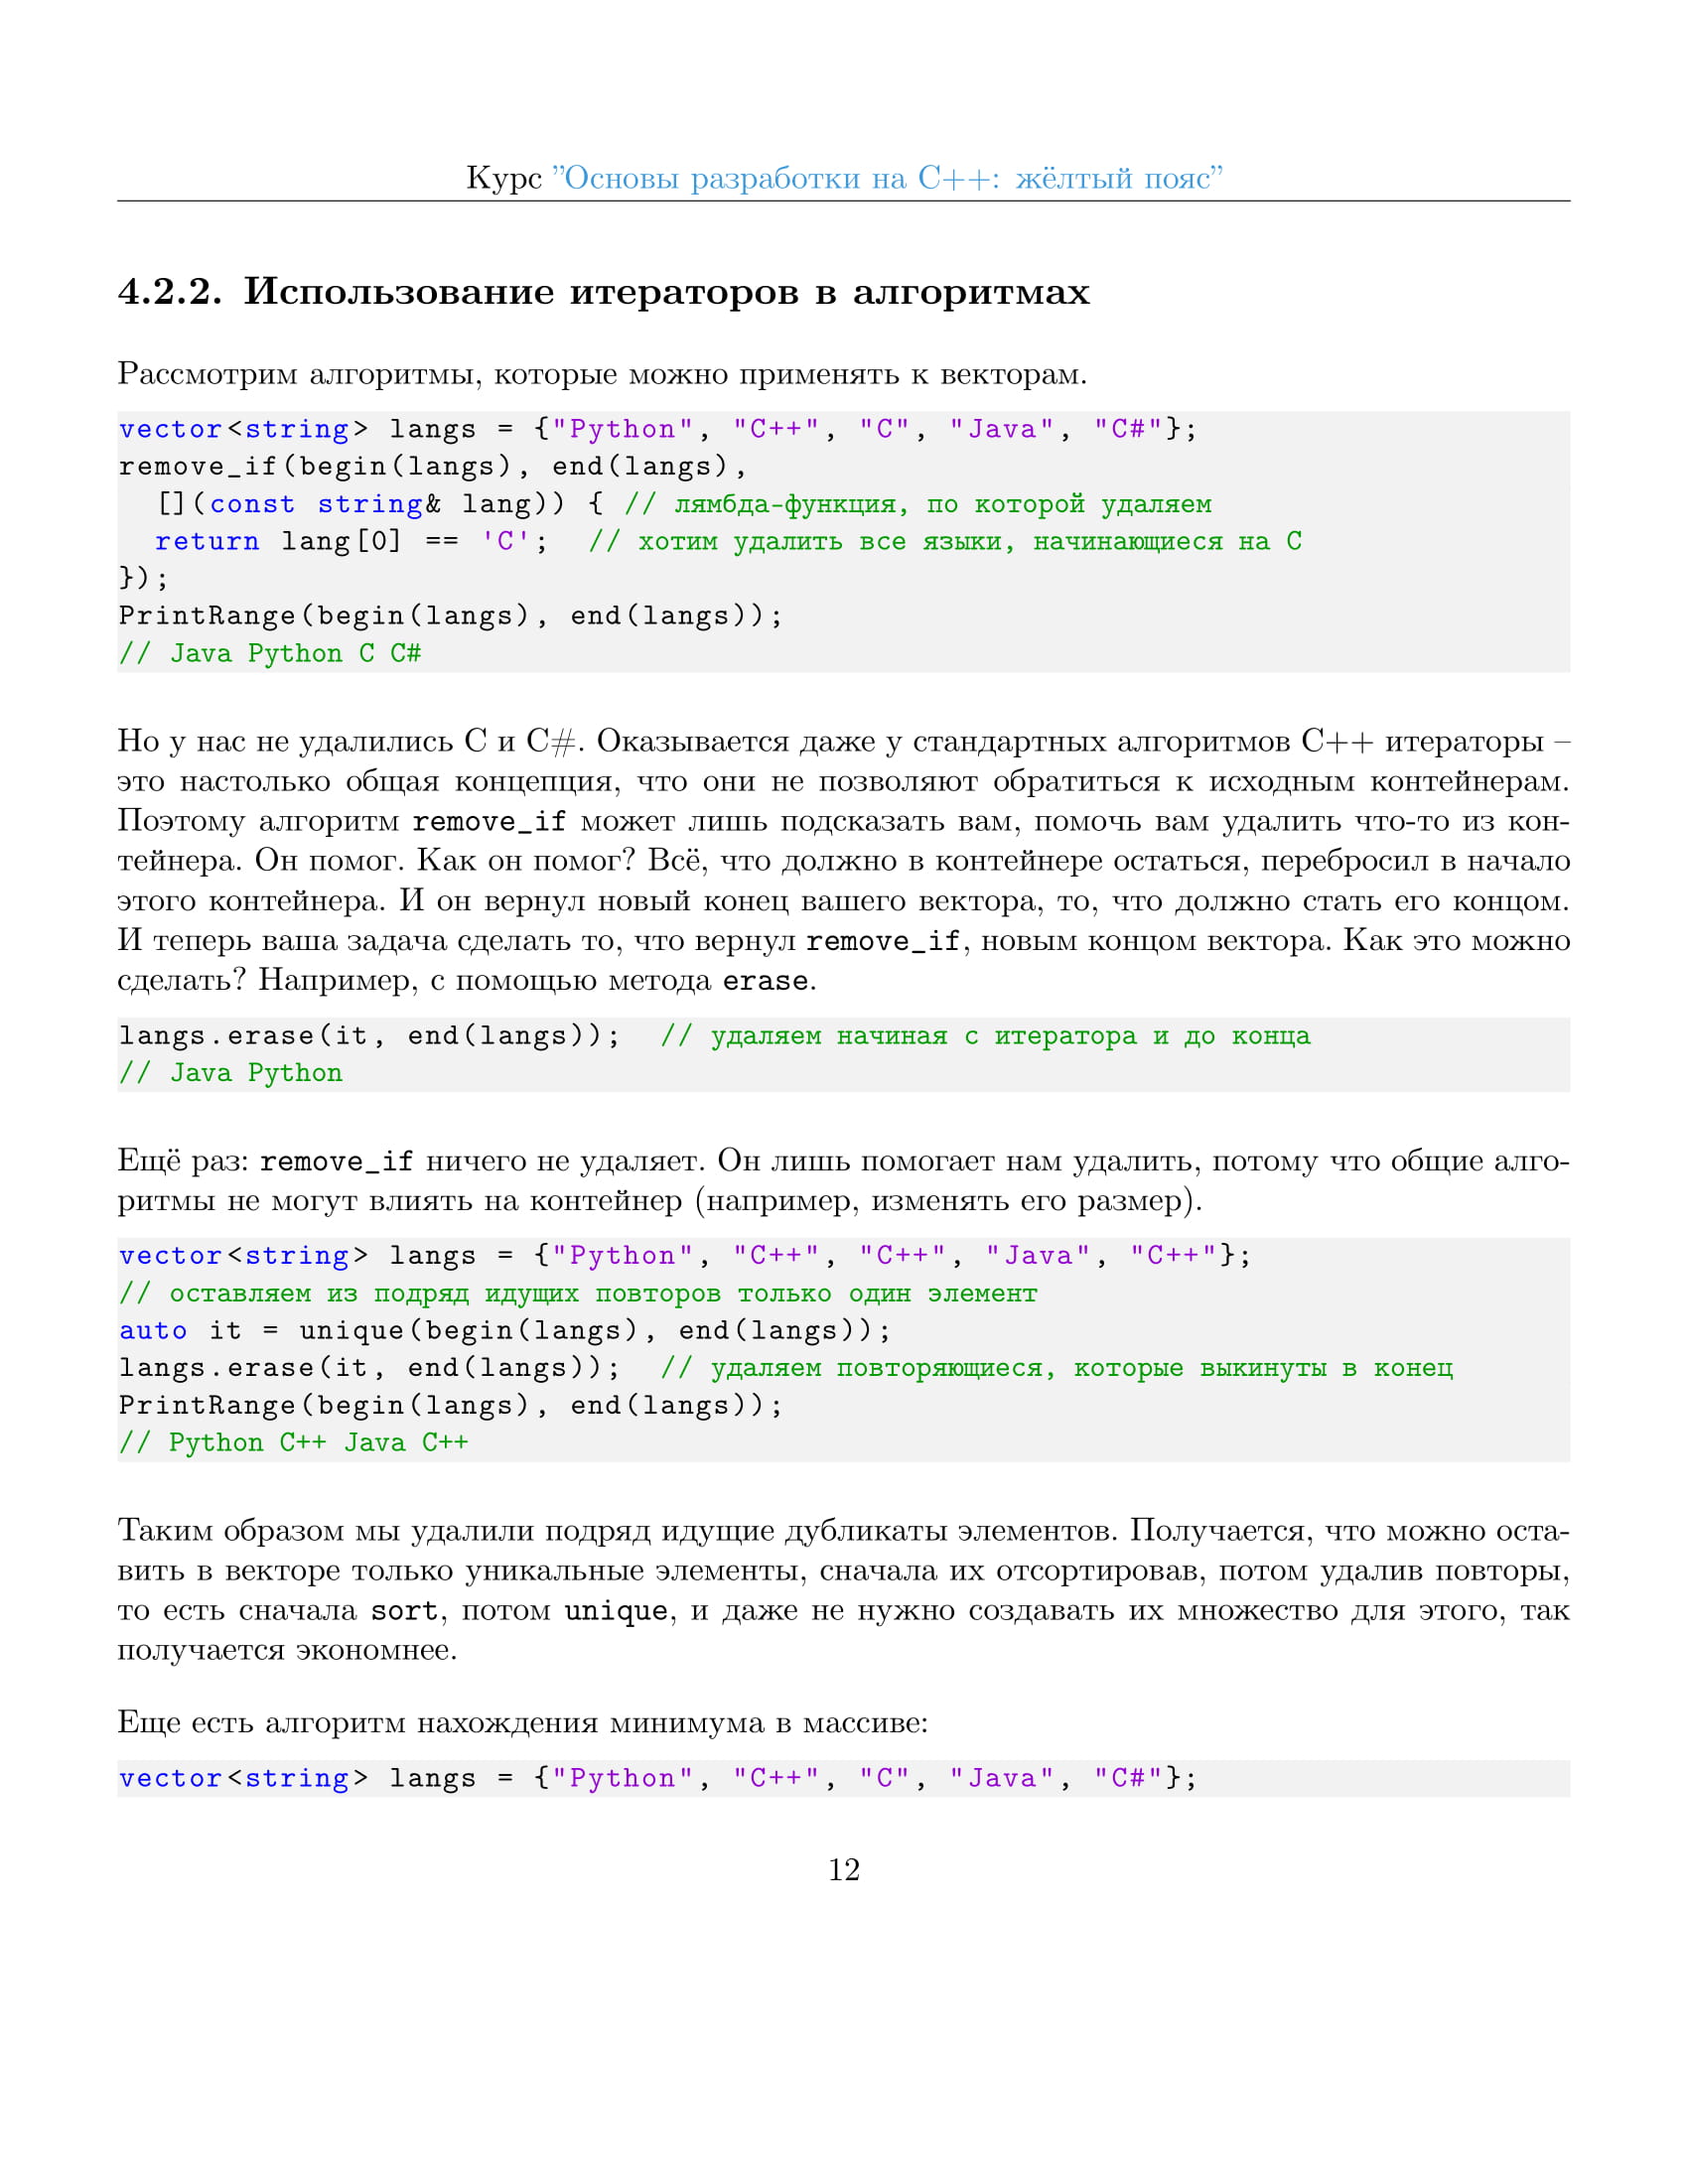 Курс ”Основы разработки на C++: жёлтый пояс”
4.2.2. Использование итераторов в алгоритмах
Рассмотрим алгоритмы, которые можно применять к векторам.
vector<string> langs = {"Python", "C++", "C", "Java", "C#"};
remove_if(begin(langs), end(langs),
  [](const string& lang)) { // лямбда-функция, по которой удаляем
  return lang[0] == 'C';  // хотим удалить все языки, начинающиеся на C
});
PrintRange(begin(langs), end(langs));
// Java Python C C#
Но у нас не удалились C и C#. Оказывается даже у стандартных алгоритмов C++ итераторы –
это настолько общая концепция, что они не позволяют обратиться к исходным контейнерам.
Поэтому алгоритм remove_if может лишь подсказать вам, помочь вам удалить что-то из кон-
тейнера. Он помог. Как он помог? Всё, что должно в контейнере остаться, перебросил в начало
этого контейнера. И он вернул новый конец вашего вектора, то, что должно стать его концом.
И теперь ваша задача сделать то, что вернул remove_if, новым концом вектора. Как это можно
сделать? Например, с помощью метода erase.
langs.erase(it, end(langs));  // удаляем начиная с итератора и до конца
// Java Python
Ещё раз: remove_if ничего не удаляет. Он лишь помогает нам удалить, потому что общие алго-
ритмы не могут влиять на контейнер (например, изменять его размер).
vector<string> langs = {"Python", "C++", "C++", "Java", "C++"};
// оставляем из подряд идущих повторов только один элемент
auto it = unique(begin(langs), end(langs));
langs.erase(it, end(langs));  // удаляем повторяющиеся, которые выкинуты в конец
PrintRange(begin(langs), end(langs));
// Python C++ Java C++
Таким образом мы удалили подряд идущие дубликаты элементов. Получается, что можно оста-
вить в векторе только уникальные элементы, сначала их отсортировав, потом удалив повторы,
то есть сначала sort, потом unique, и даже не нужно создавать их множество для этого, так
получается экономнее.
Еще есть алгоритм нахождения минимума в массиве:
vector<string> langs = {"Python", "C++", "C", "Java", "C#"};
12